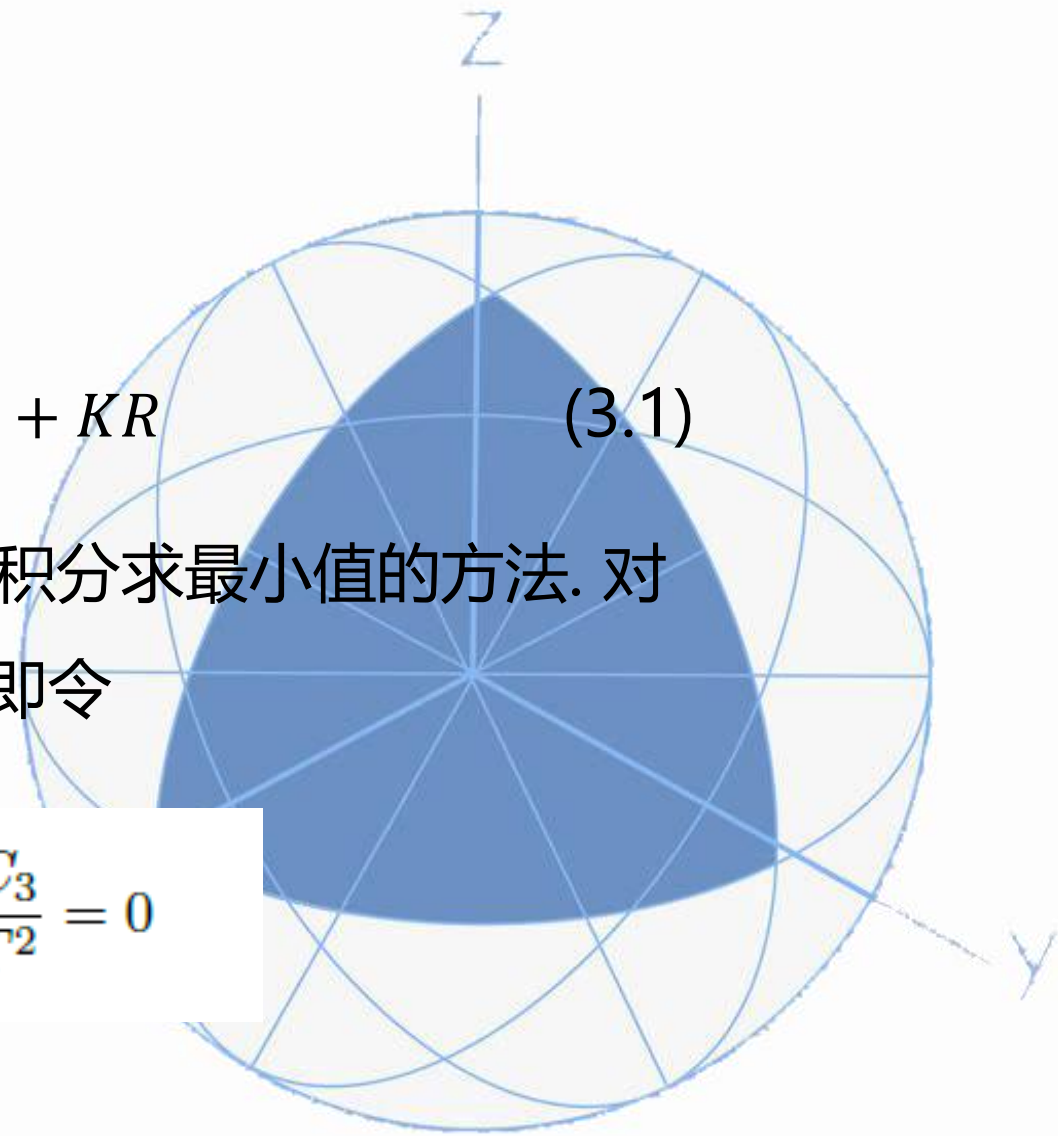 Z
+ KR (3.1)
积分求最小值的方法. 对
即令
= 0
Y